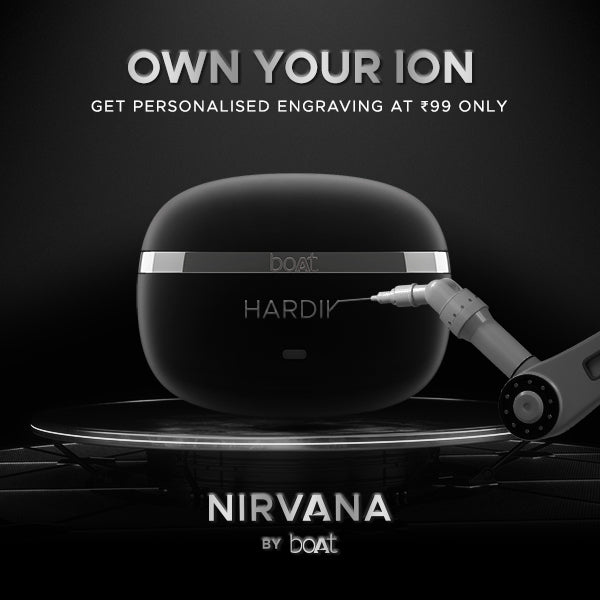 OWN YOUR ION
GET PERSONALISED ENGRAVING AT ₹99 ONLY
boAt
HARDI
NIRVANA
BY boAt